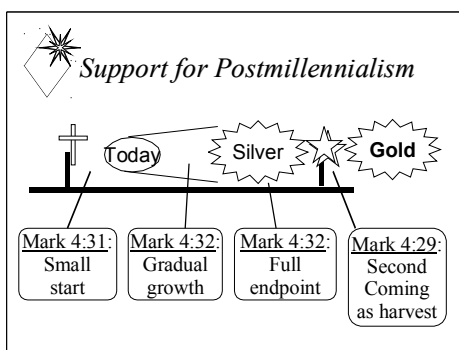 Support for Postmillennialism
Today
Silver
Gold
Mark 4:31:
Small
start
Mark 4:32:
Gradual
growth
Mark 4:32:
Full
endpoint
Mark 4:29:
Second
Coming
as harvest